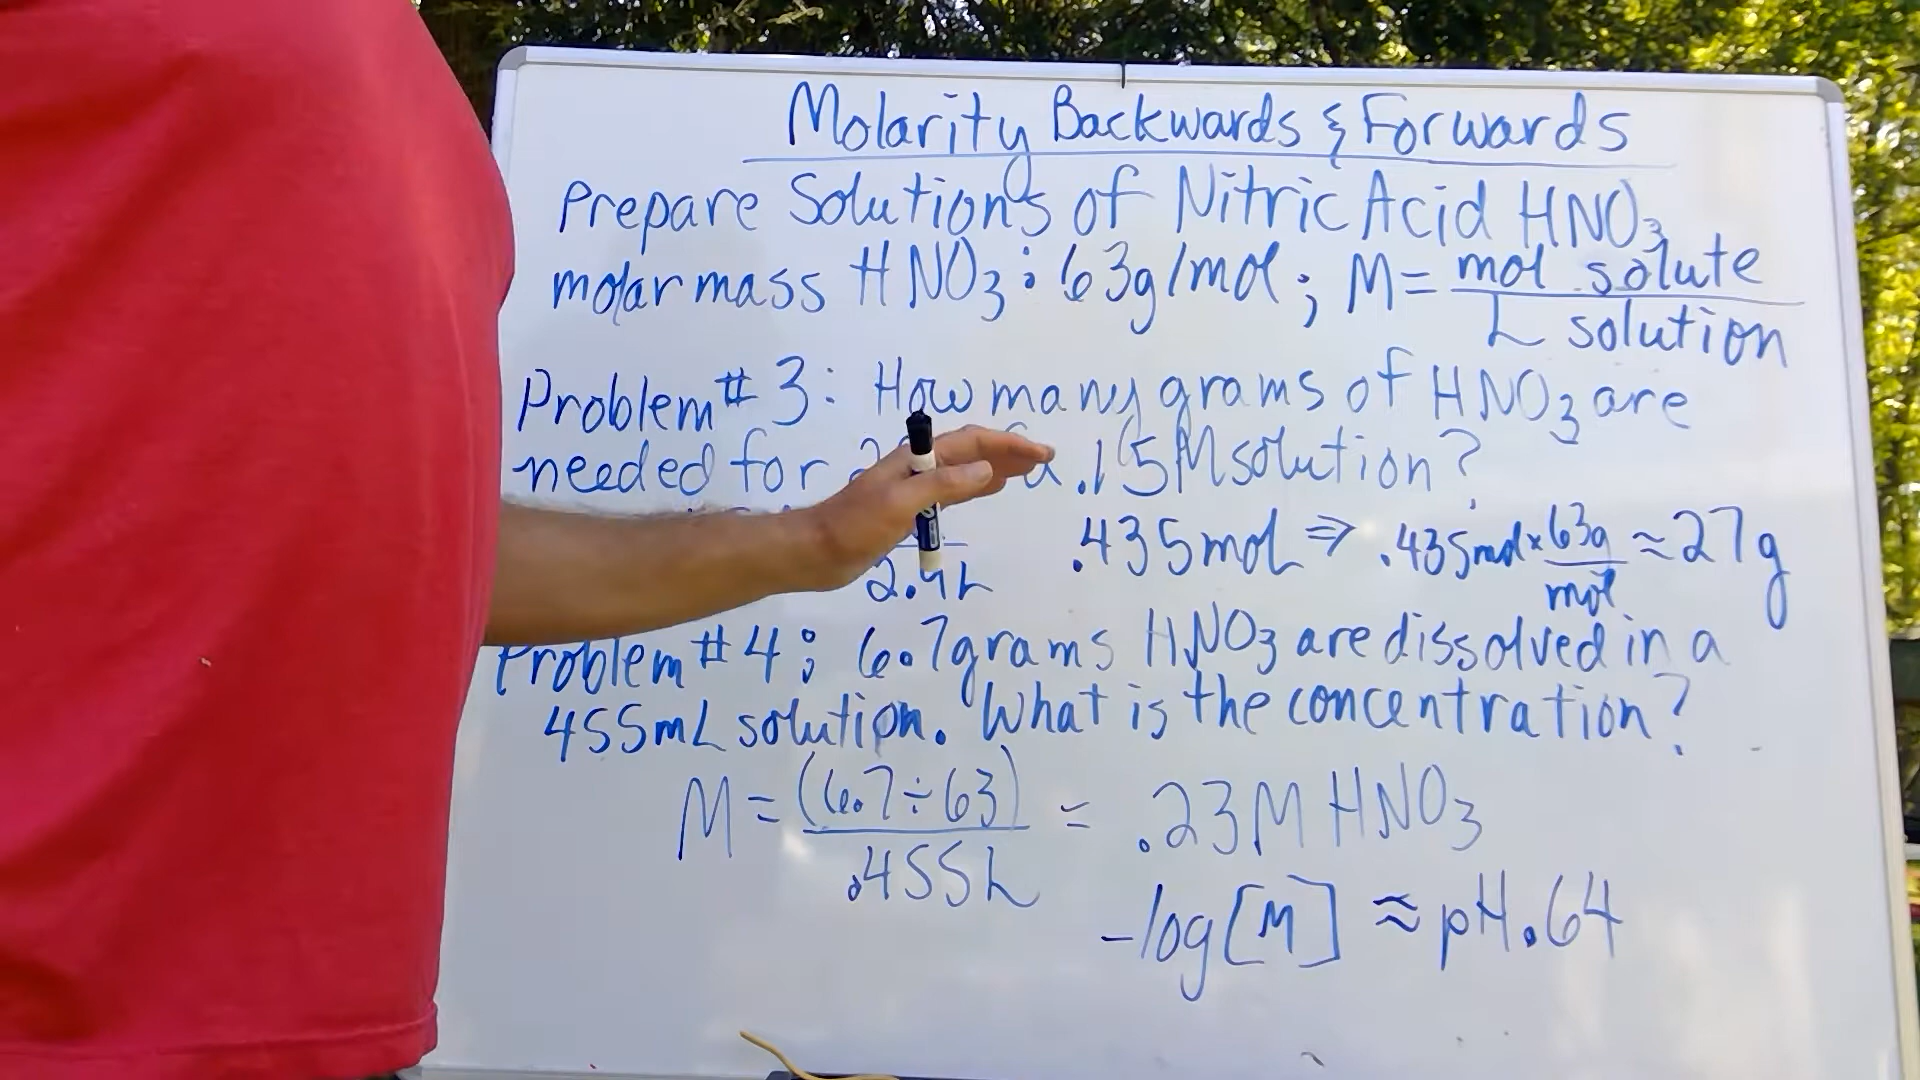 Molarity Backwards & Forwards
Prepare Solutions of Nitric Acid HNO3
molar mass HNO3: 63g/mol; M= mol solute
L solution
Problem #3: How many grams of HNO3 are
needed for a .15M solution?
.435mol ⇒ .435mol × 63g ≈ 27g
2.9L mol
Problem #4: 6.7grams HNO3 are dissolved in a
455mL solution. What is the concentration?
M = (6.7÷63) = .23M HNO3
.455L
-log[M] ≈ pH .64